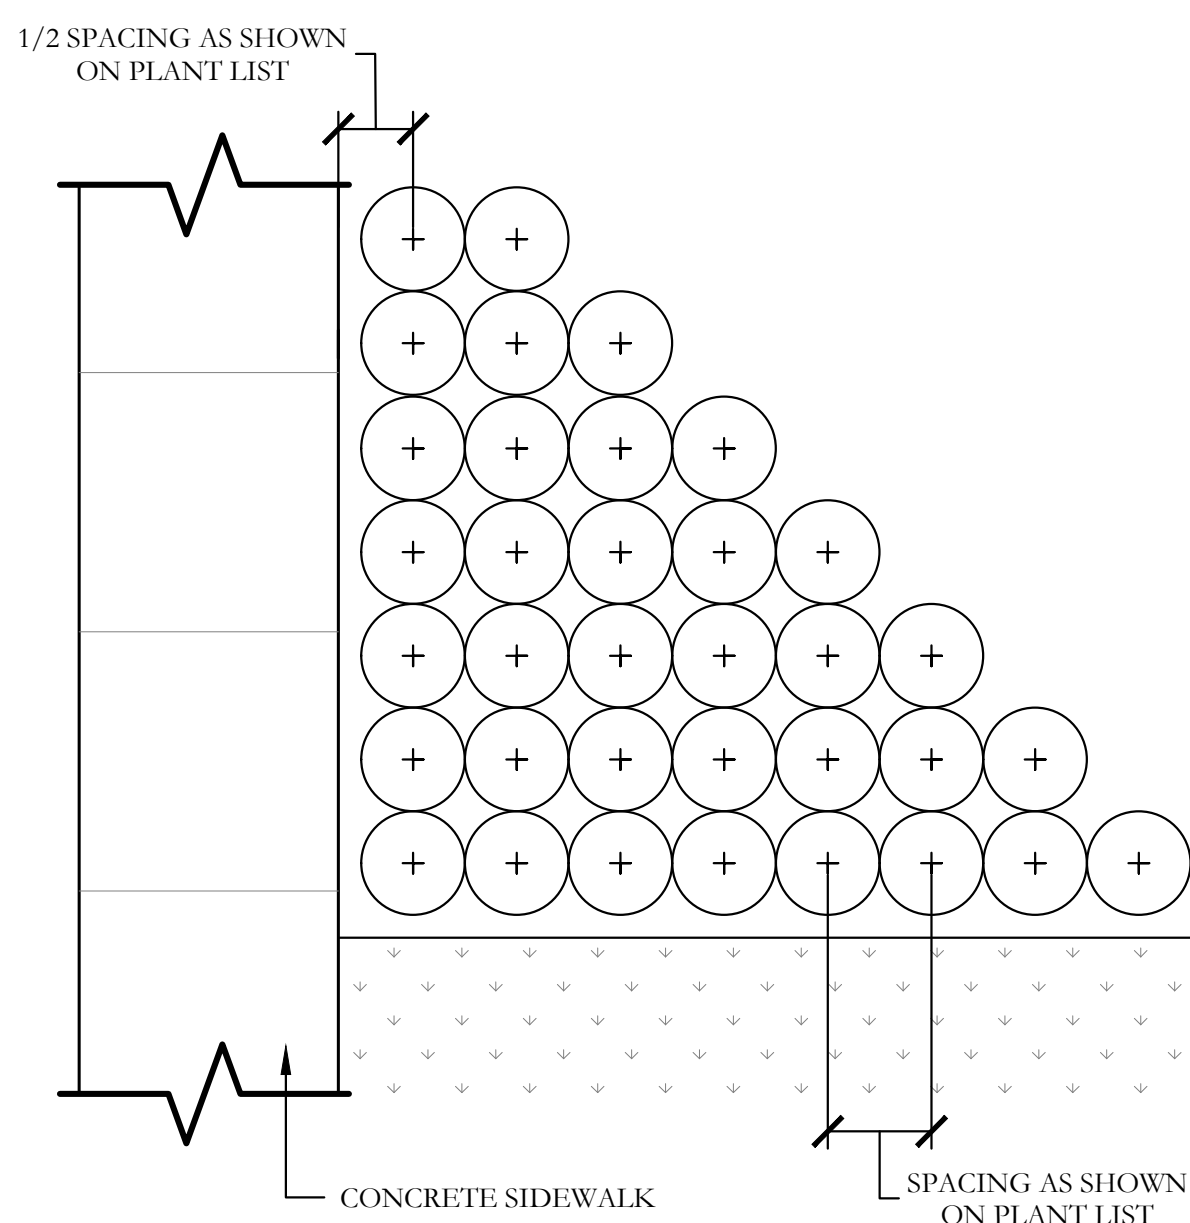 1/2 SPACING AS SHOWN
ON PLANT LIST
CONCRETE SIDEWALK
SPACING AS SHOWN
ON PLANT LIST